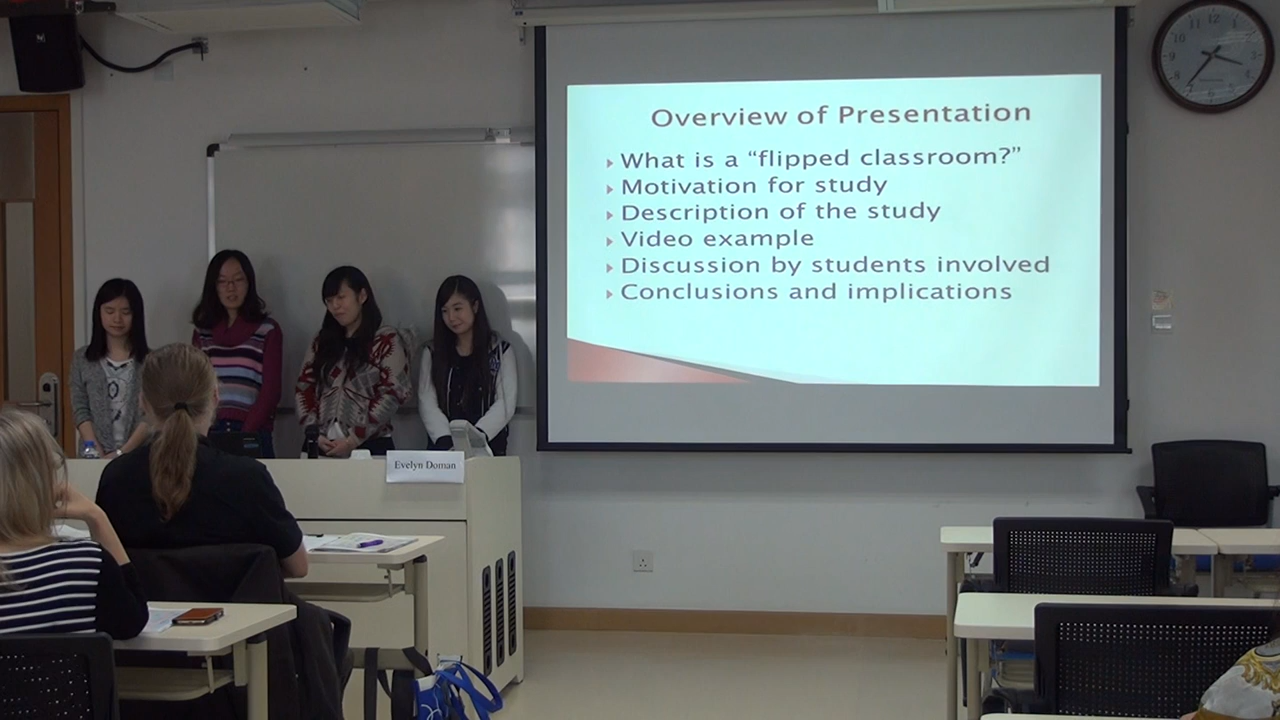 Overview of Presentation
What is a “flipped classroom?”
Motivation for study
Description of the study
Video example
Discussion by students involved
Conclusions and implications
Evelyn Doman